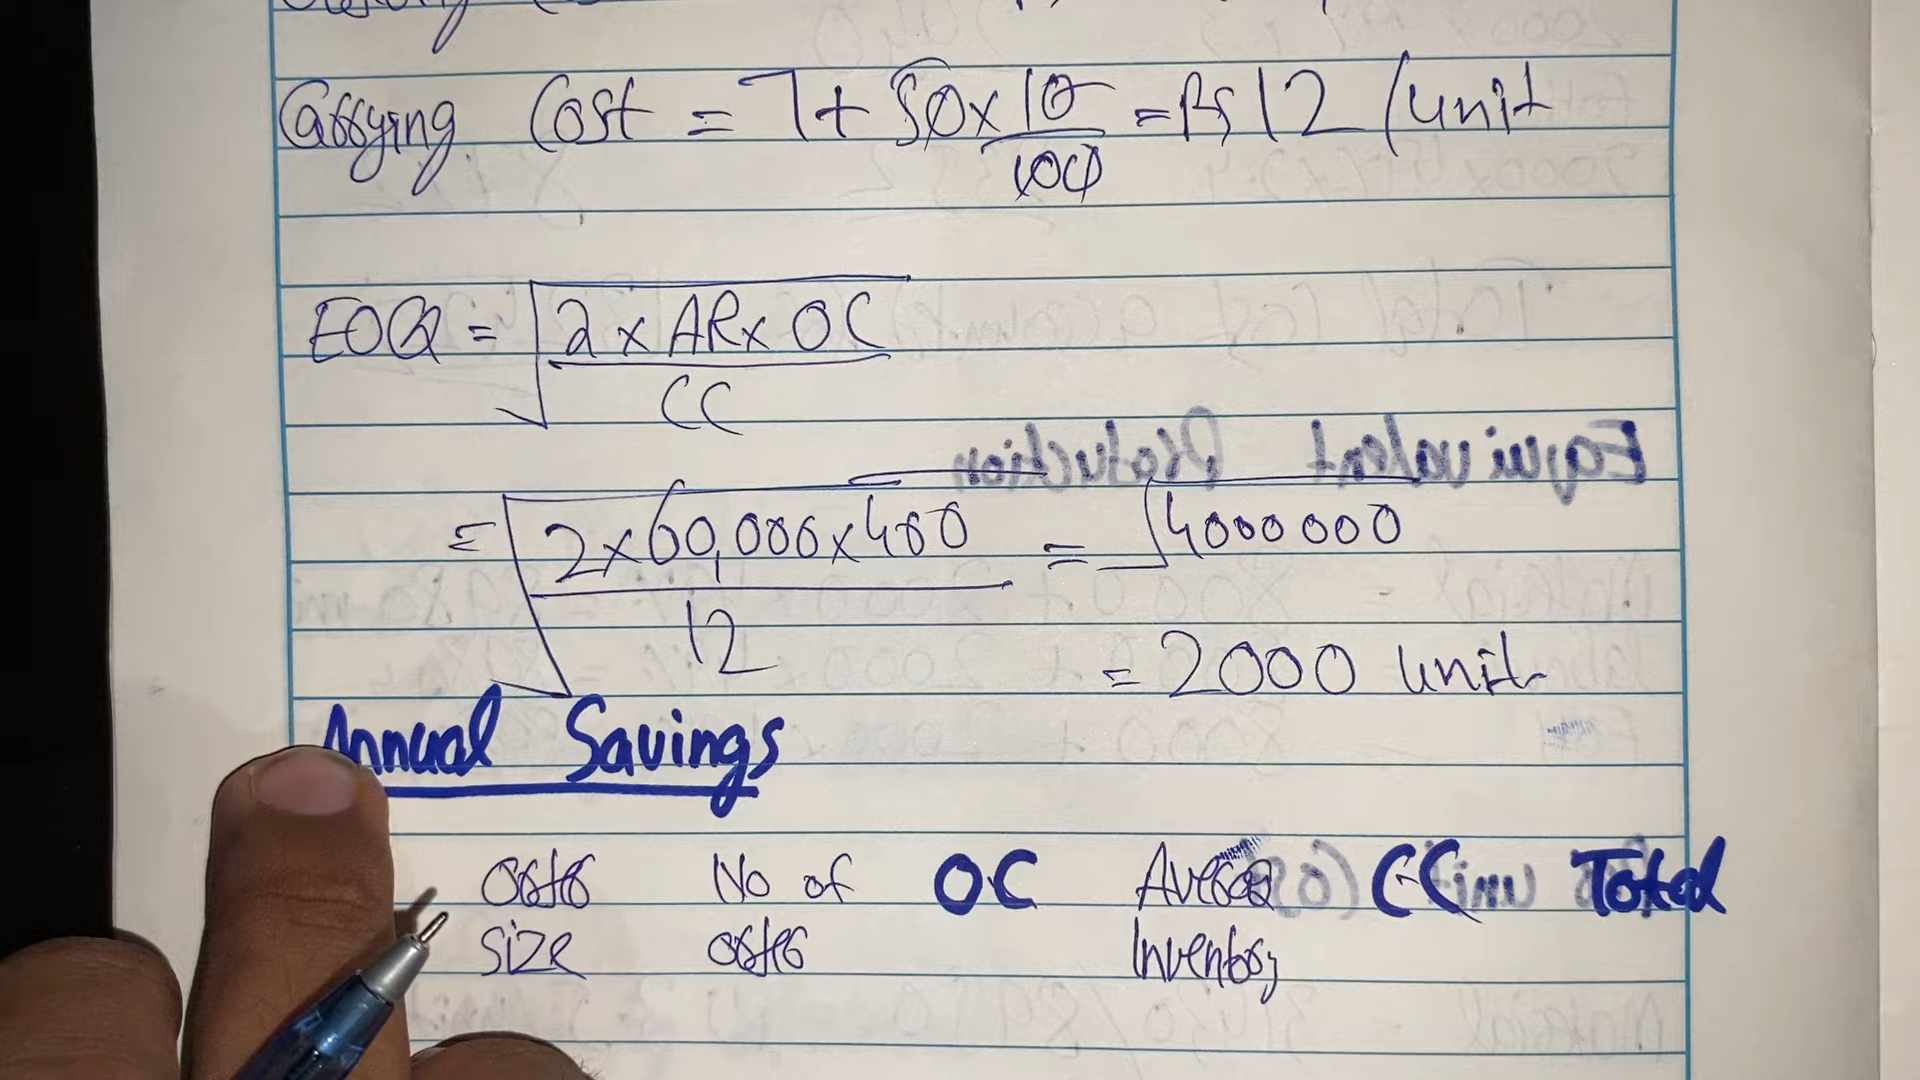 Carrying Cost = 7 + 50 x 10/100 = Rs 12 / unit
EOQ = √(2 x AR x OC / CC)
= √(2 x 60,000 x 400 / 12) = √4000000
= 2000 unit
Annual Savings
Order No of OC Average CC Total
size order Inventory